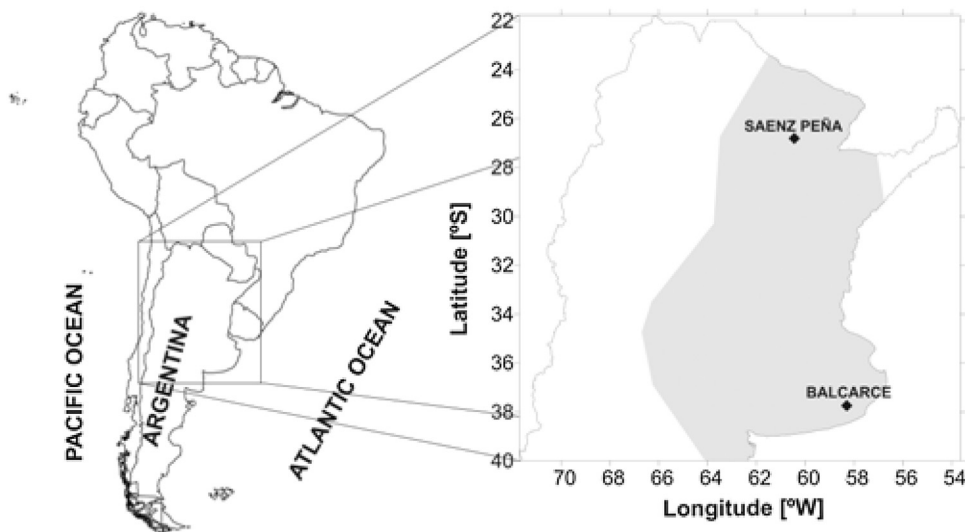 PACIFIC OCEAN
ARGENTINA
ATLANTIC OCEAN
Latitude [ºS]
22
24
26
28
30
32
34
36
38
40
SAENZ PEÑA
BALCARCE
70 68 66 64 62 60 58 56 54
Longitude [ºW]